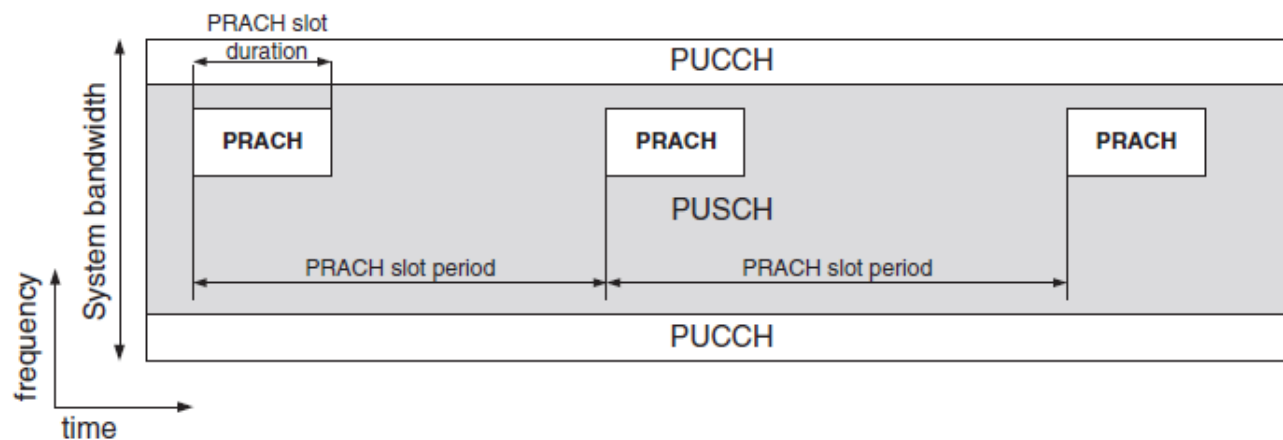 PRACH slot
duration
PUCCH
PRACH
PRACH
PRACH
PUSCH
PRACH slot period
PRACH slot period
PUCCH
System bandwidth
frequency
time